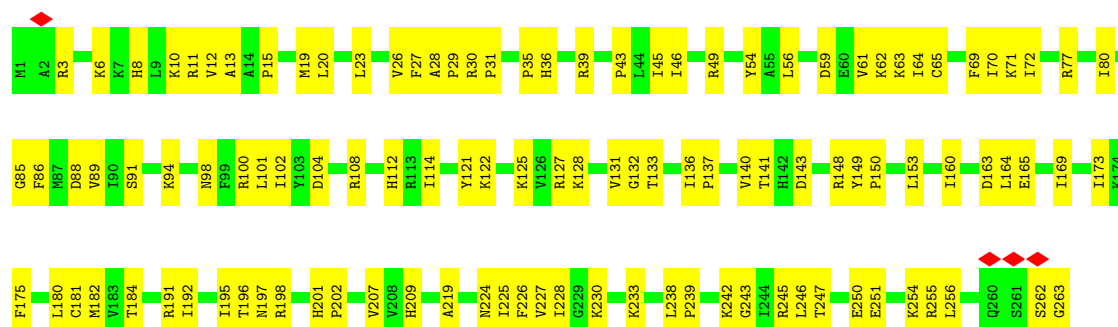 M1 A2 R3 K6 K7 H8 L9 K10 R11 V12 A13 A14 P15 M19 L20 L23 V26 F27 A28 P29 R30 P31 P35 H36 R39 P43 L44 I45 I46 R49 Y54 A55 L56 D59 E60 V61 K62 K63 I64 C65 F69 I70 K71 I72 R77 I80
G85 F86 M87 D88 V89 I90 S91 K94 N98 F99 R100 L101 I102 Y103 D104 R108 H112 R113 I114 Y121 K122 K125 V126 R127 K128 V131 G132 T133 I136 P137 V140 T141 H142 D143 R148 Y149 P150 L153 I160 D163 L164 E165 I169 I173 K174
F175 L180 C181 M182 V183 T184 R191 I192 I195 T196 N197 R198 H201 P202 V207 V208 H209 A219 N224 I225 F226 V227 I228 G229 K230 K233 L238 P239 K242 G243 I244 R245 L246 T247 E250 E251 K254 R255 L256 Q260 S261 S262 G263